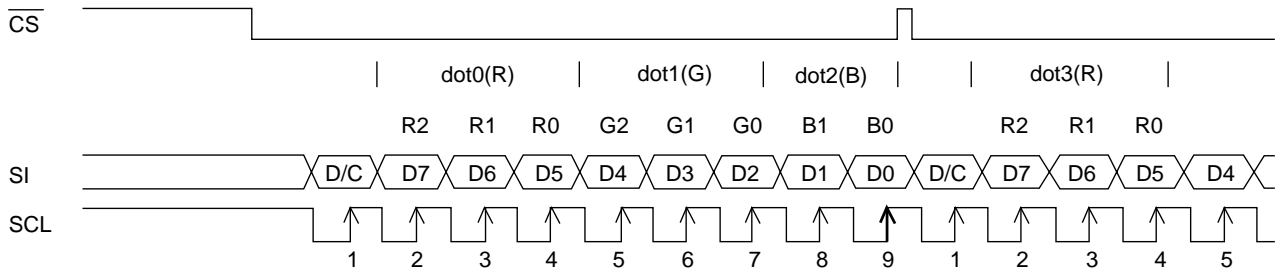 CS
dot0(R) dot1(G) dot2(B) dot3(R)
R2 R1 R0 G2 G1 G0 B1 B0 R2 R1 R0
SI D/C D7 D6 D5 D4 D3 D2 D1 D0 D/C D7 D6 D5 D4
SCL
1 2 3 4 5 6 7 8 9 1 2 3 4 5